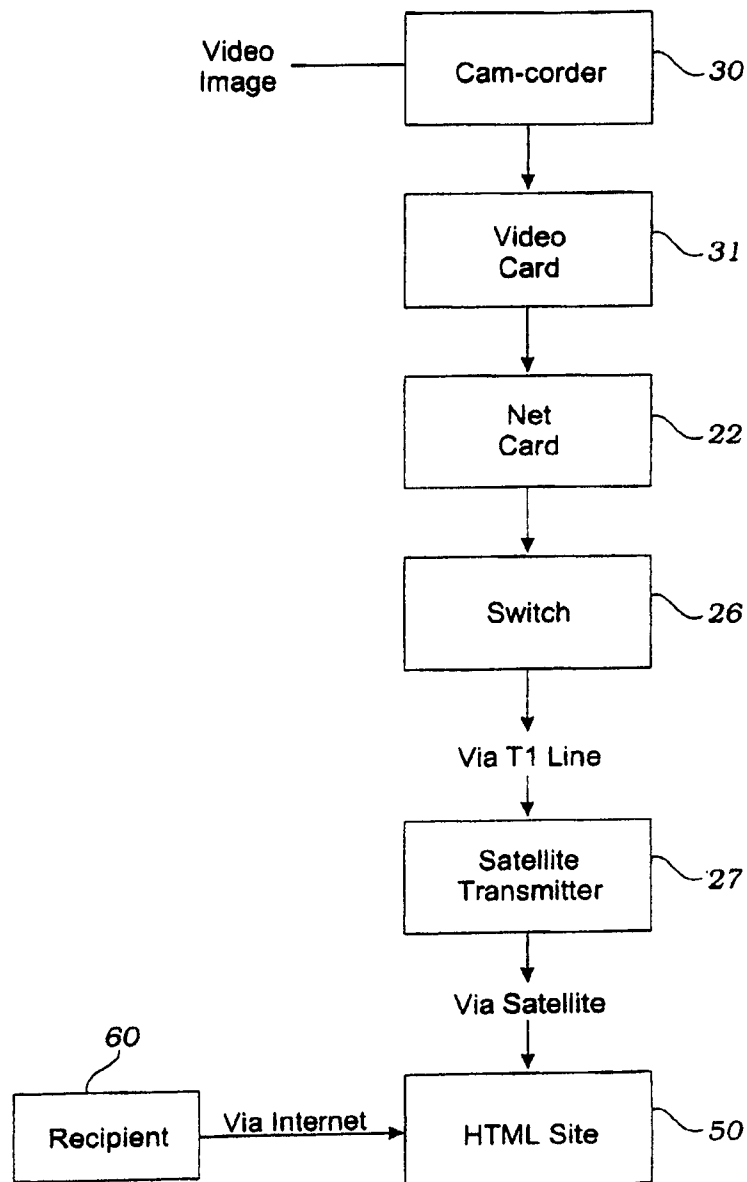 Video
Image
Cam-corder
30
Video
Card
31
Net
Card
22
Switch
26
Via T1 Line
Satellite
Transmitter
27
Via Satellite
60
Recipient
Via Internet
HTML Site
50